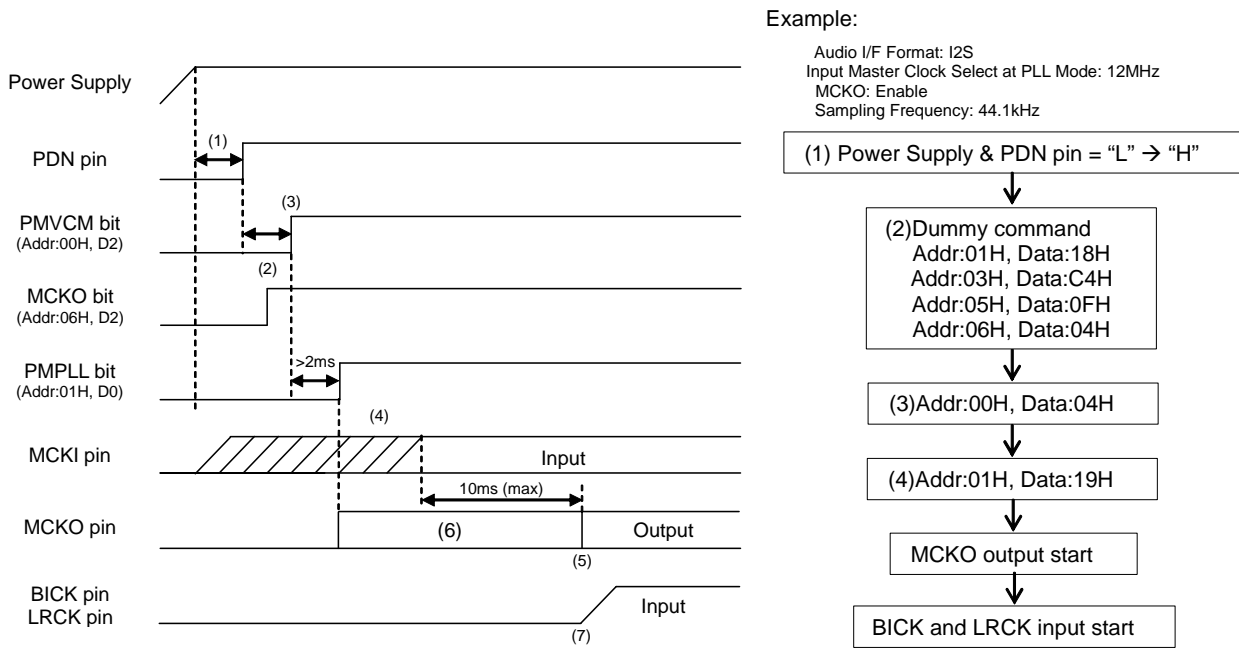 Example:
Audio I/F Format: I2S
Input Master Clock Select at PLL Mode: 12MHz
MCKO: Enable
Sampling Frequency: 44.1kHz
Power Supply
(1)
PDN pin
(3)
PMVCM bit
(Addr:00H, D2)
(2)
MCKO bit
(Addr:06H, D2)
>2ms
PMPLL bit
(Addr:01H, D0)
(4)
MCKI pin
Input
10ms (max)
MCKO pin
(6)
Output
(5)
BICK pin
LRCK pin
Input
(7)
(1) Power Supply & PDN pin = “L” → “H”
(2)Dummy command
Addr:01H, Data:18H
Addr:03H, Data:C4H
Addr:05H, Data:0FH
Addr:06H, Data:04H
(3)Addr:00H, Data:04H
(4)Addr:01H, Data:19H
MCKO output start
BICK and LRCK input start